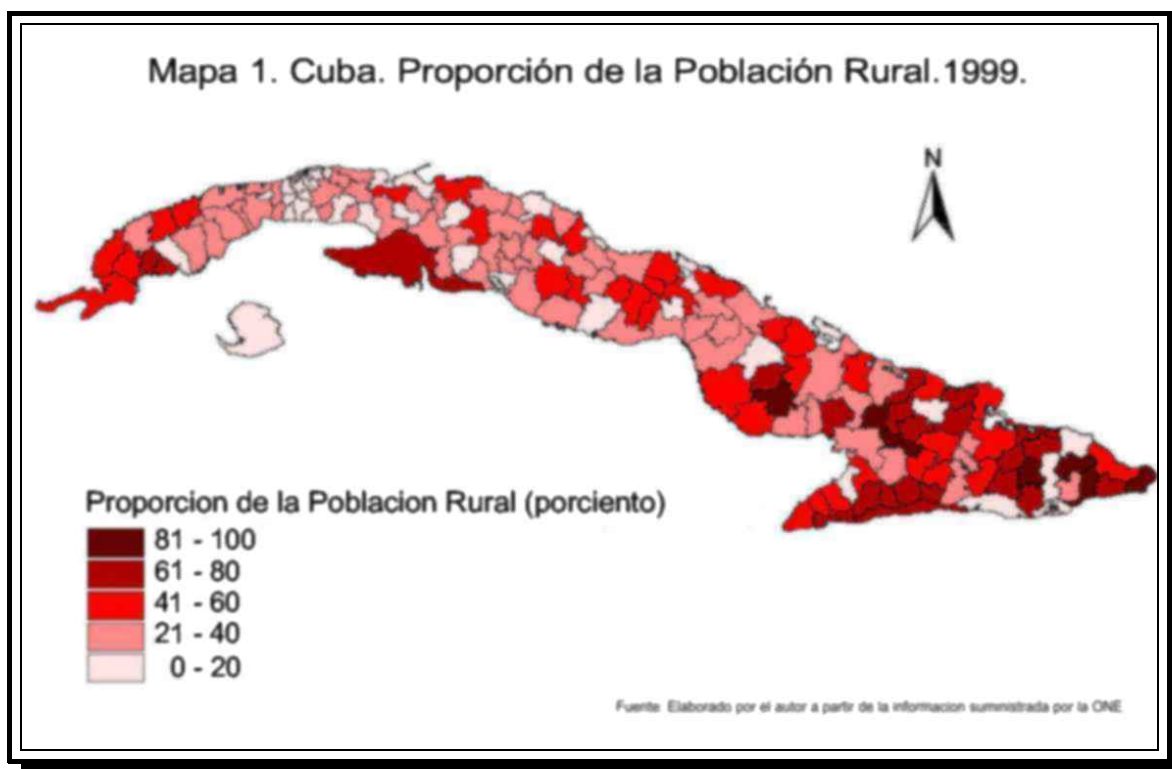 Mapa 1. Cuba. Proporción de la Población Rural.1999.
N
Proporcion de la Poblacion Rural (porciento)
81 - 100
61 - 80
41 - 60
21 - 40
0 - 20
Fuente Elaborado por el autor a partir de la informacion suministrada por la ONE